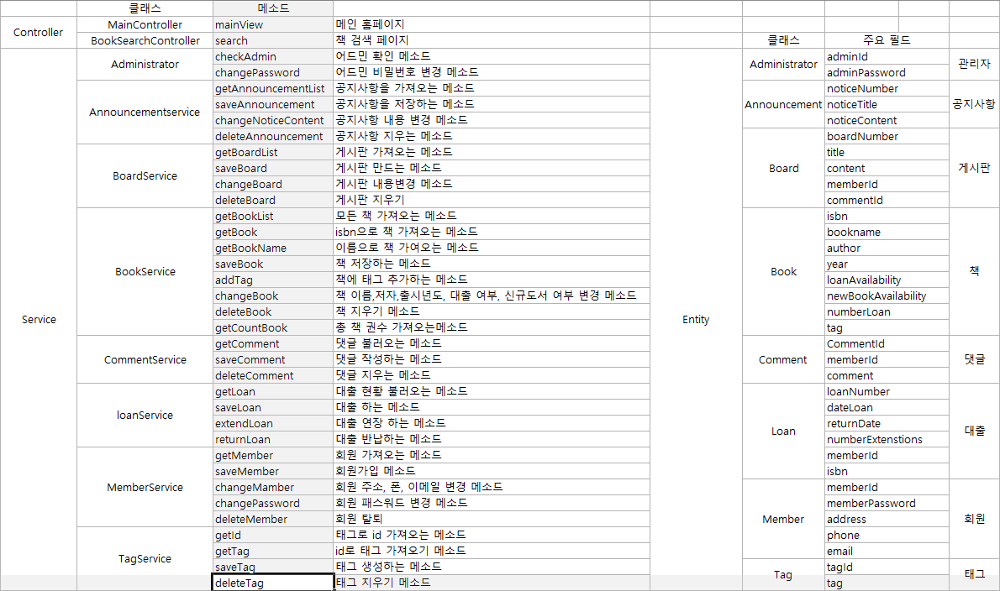 클래스 메소드
Controller MainController mainView 메인 홈페이지
BookSearchController search 책 검색 페이지 클래스 주요 필드
Service Administrator checkAdmin 어드민 확인 메소드 Entity Administrator adminId 관리자
changePassword 어드민 비밀번호 변경 메소드 adminPassword
Announcementservice getAnnouncementList 공지사항을 가져오는 메소드 Announcement noticeNumber 공지사항
saveAnnouncement 공지사항을 저장하는 메소드 noticeTitle
changeNoticeContent 공지사항 내용 변경 메소드 noticeContent
deleteAnnouncement 공지사항 지우는 메소드 Board boardNumber 게시판
BoardService getBoardList 게시판 가져오는 메소드 title
saveBoard 게시판 만드는 메소드 content
changeBoard 게시판 내용변경 메소드 memberId
deleteBoard 게시판 지우기 commentId
BookService getBookList 모든 책 가져오는 메소드 Book isbn 책
getBook isbn으로 책 가져오는 메소드 bookname
getBookName 이름으로 책 가여오는 메소드 author
saveBook 책 저장하는 메소드 year
addTag 책에 태그 추가하는 메소드 loanAvailability
changeBook 책 이름,저자,출시년도, 대출 여부, 신규도서 여부 변경 메소드 newBookAvailability
deleteBook 책 지우기 메소드 numberLoan
getCountBook 총 책 권수 가져오는메소드 tag
CommentService getComment 댓글 불러오는 메소드 Comment CommentId 댓글
saveComment 댓글 작성하는 메소드 memberId
deleteComment 댓글 지우는 메소드 comment
loanService getLoan 대출 현황 불러오는 메소드 Loan loanNumber 대출
saveLoan 대출 하는 메소드 dateLoan
extendLoan 대출 연장 하는 메소드 returnDate
returnLoan 대출 반납하는 메소드 numberExtenstions
MemberService getMember 회원 가져오는 메소드 memberId
saveMember 회원가입 메소드 isbn
changeMamber 회원 주소, 폰, 이메일 변경 메소드 Member memberId 회원
changePassword 회원 패스워드 변경 메소드 memberPassword
deleteMember 회원 탈퇴 address
TagService getId 태그로 id 가져오는 메소드 phone
getTag id로 태그 가져오기 메소드 email
saveTag 태그 생성하는 메소드 Tag tagId 태그
deleteTag 태그 지우기 메소드 tag